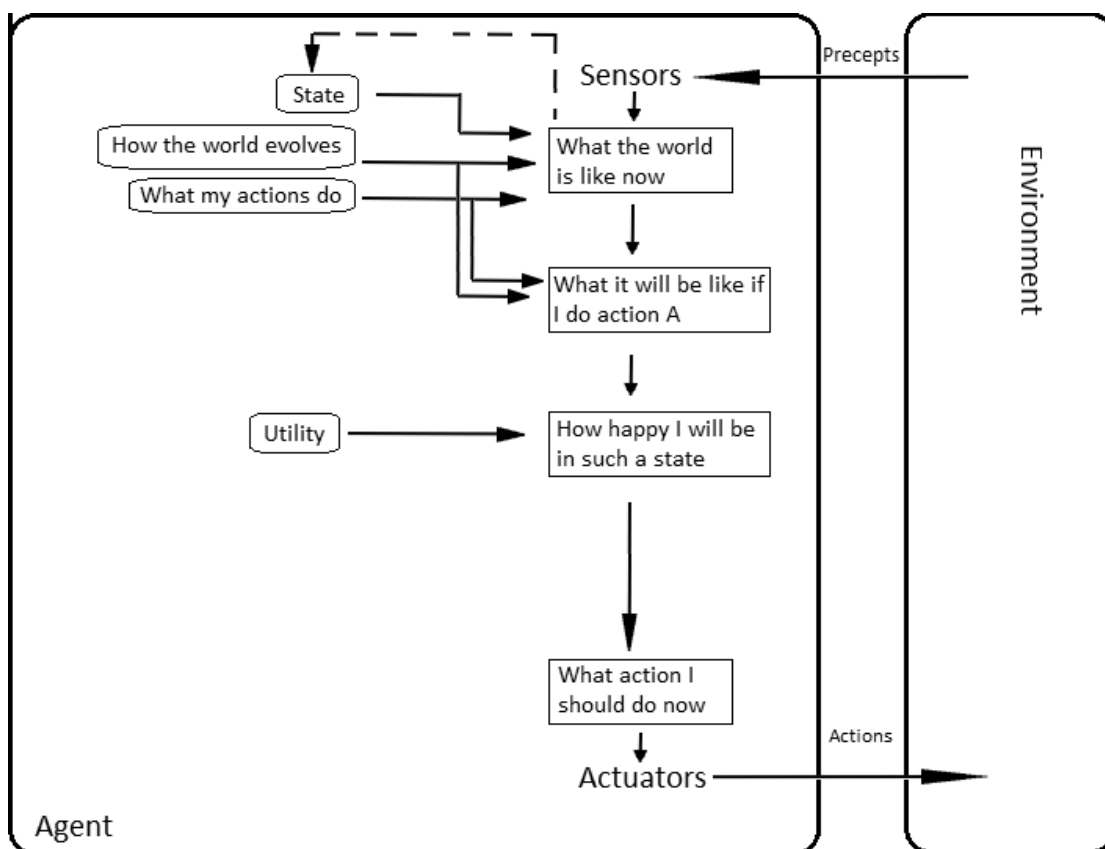 Precepts
Sensors
State
How the world evolves
What the world
is like now
What my actions do
Environment
What it will be like if
I do action A
Utility
How happy I will be
in such a state
What action I
should do now
Actions
Actuators
Agent